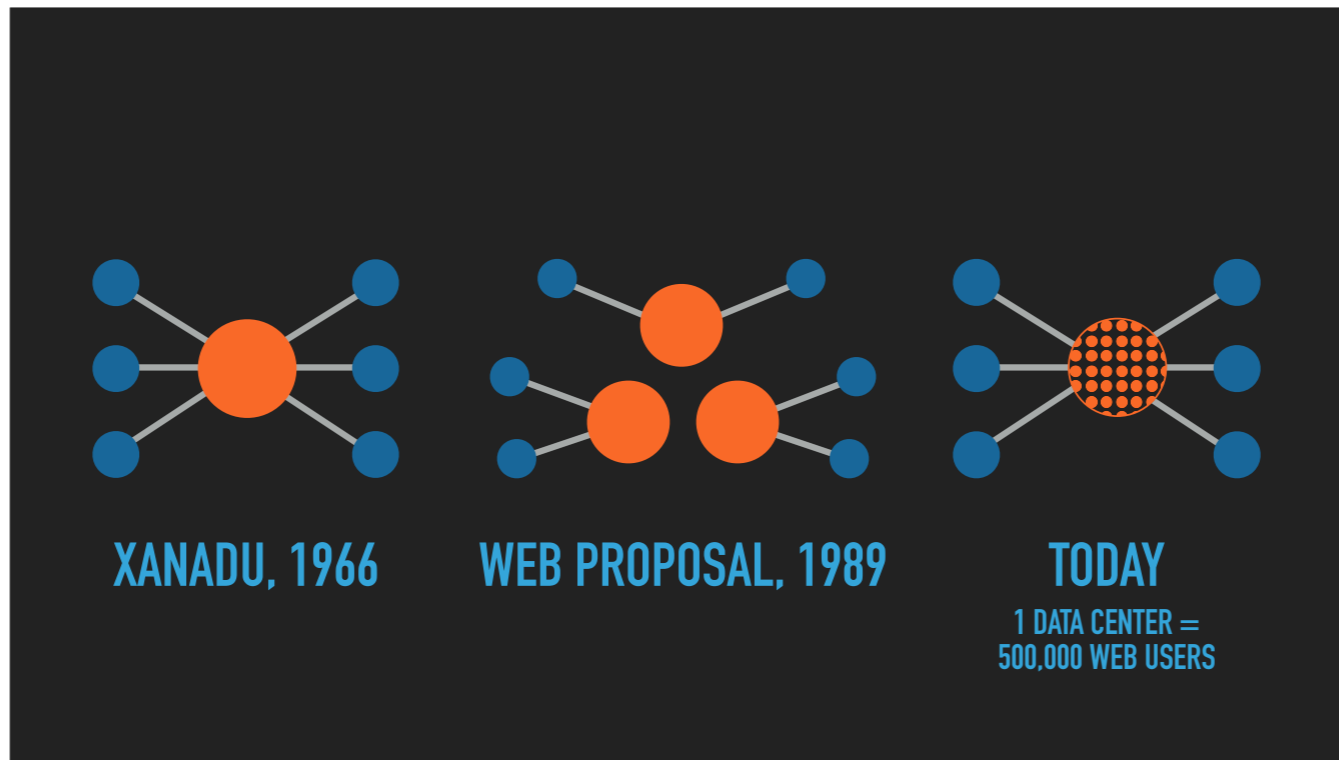 XANADU, 1966
WEB PROPOSAL, 1989
TODAY
1 DATA CENTER =
500,000 WEB USERS